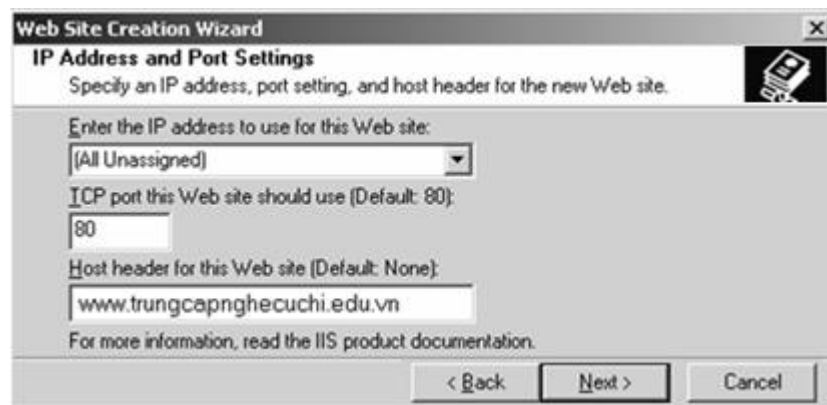 Web Site Creation Wizard
IP Address and Port Settings
Specify an IP address, port setting, and host header for the new Web site.
Enter the IP address to use for this Web site:
(All Unassigned)
TCP port this Web site should use (Default: 80):
80
Host header for this Web site (Default: None):
www.trungcapnghecuchi.edu.vn
For more information, read the IIS product documentation.
< Back Next > Cancel